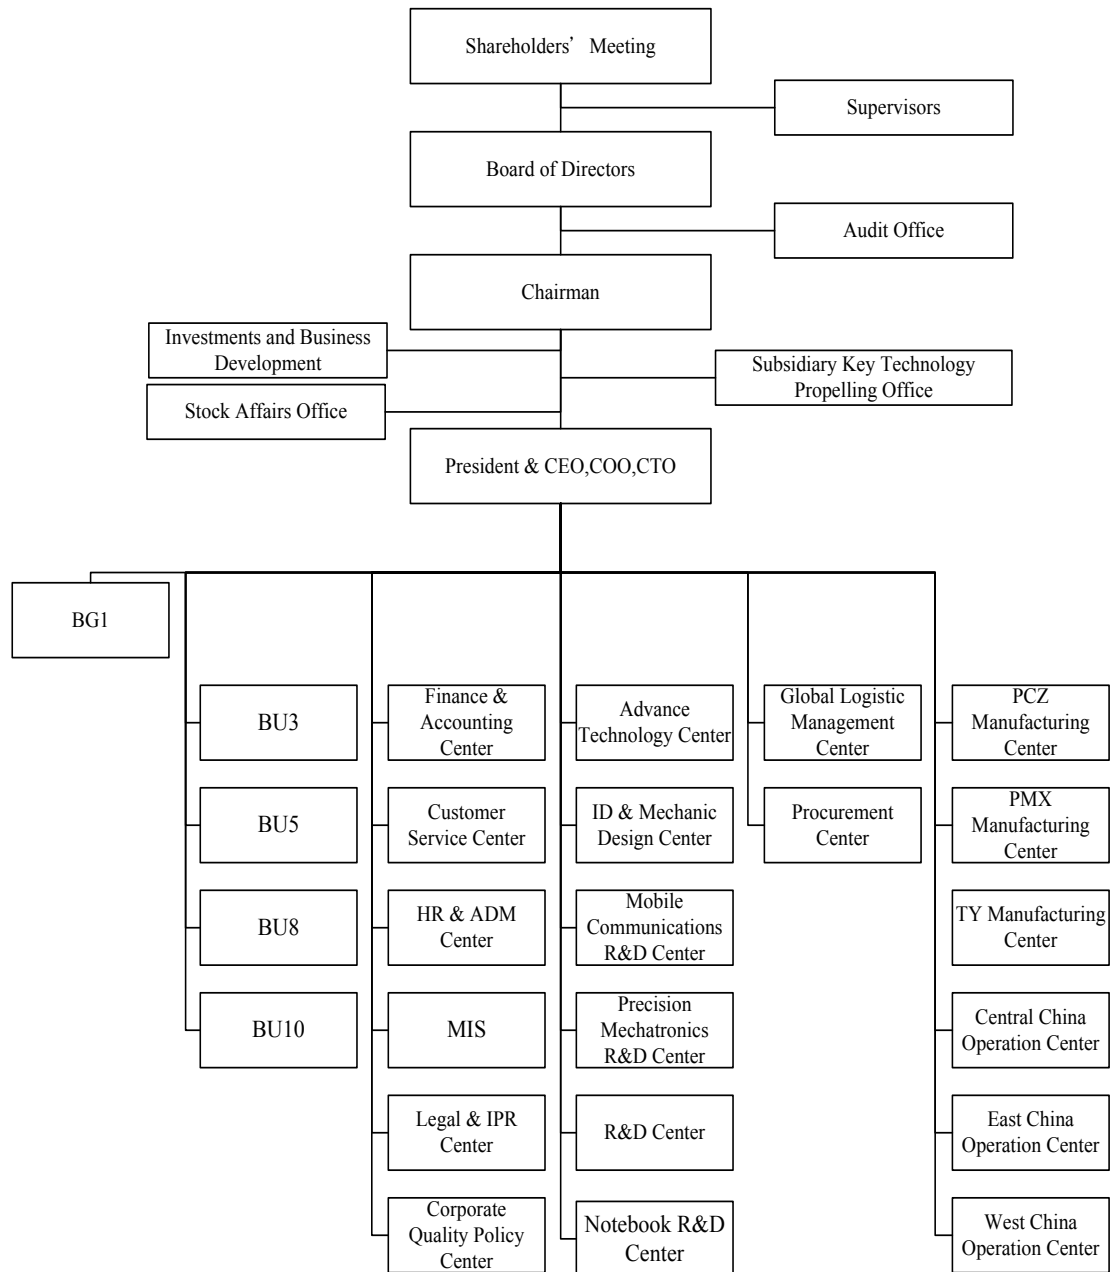 Shareholders’ Meeting
Supervisors
Board of Directors
Audit Office
Chairman
Investments and Business
Development
Subsidiary Key Technology
Propelling Office
Stock Affairs Office
President & CEO,COO,CTO
BG1
BU3
BU5
BU8
BU10
Finance &
Accounting
Center
Customer
Service Center
HR & ADM
Center
MIS
Legal & IPR
Center
Corporate
Quality Policy
Center
Advance
Technology Center
ID & Mechanic
Design Center
Mobile
Communications
R&D Center
Precision
Mechatronics
R&D Center
R&D Center
Notebook R&D
Center
Global Logistic
Management
Center
Procurement
Center
PCZ
Manufacturing
Center
PMX
Manufacturing
Center
TY Manufacturing
Center
Central China
Operation Center
East China
Operation Center
West China
Operation Center